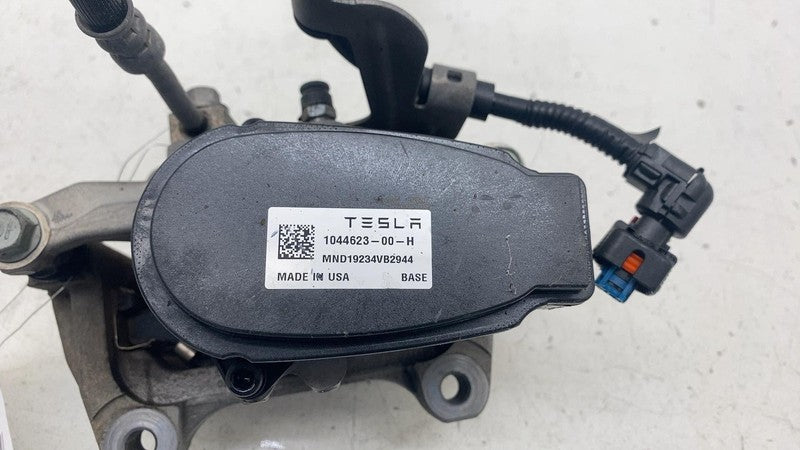 TESLA
1044623-00-H
MND19234VB2944
MADE IN USA BASE